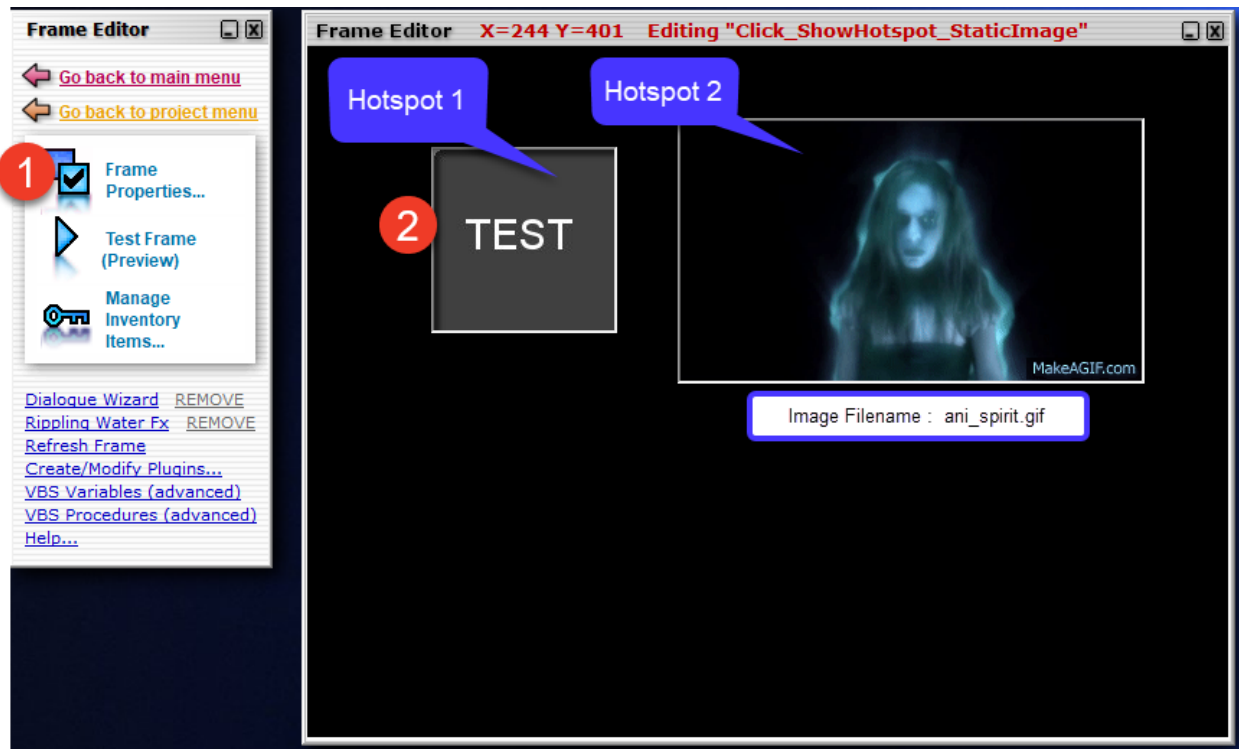 Frame Editor
Go back to main menu
Go back to project menu
1
Frame
Properties...
Test Frame
(Preview)
Manage
Inventory
Items...
Dialogue Wizard REMOVE
Rippling Water Fx REMOVE
Refresh Frame
Create/Modify Plugins...
VBS Variables (advanced)
VBS Procedures (advanced)
Help...
Frame Editor X=244 Y=401 Editing "Click_ShowHotspot_StaticImage"
Hotspot 1
Hotspot 2
2
TEST
MakeAGIF.com
Image Filename : ani_spirit.gif